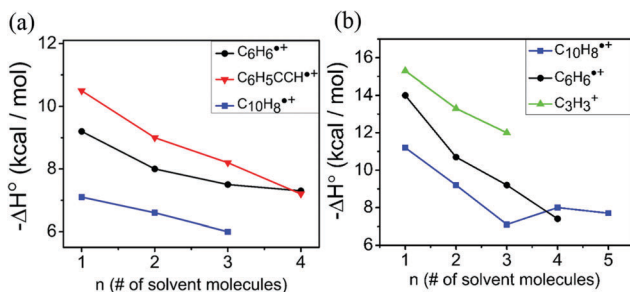 (a)
C₆H₆•+
C₆H₅CCH•+
C₁₀H₈•+
12
10
8
6
-ΔH° (kcal / mol)
1 2 3 4
n (# of solvent molecules)
(b)
C₁₀H₈•+
C₆H₆•+
C₃H₃+
16
14
12
10
8
6
-ΔH° (kcal / mol)
1 2 3 4 5
n (# of solvent molecules)